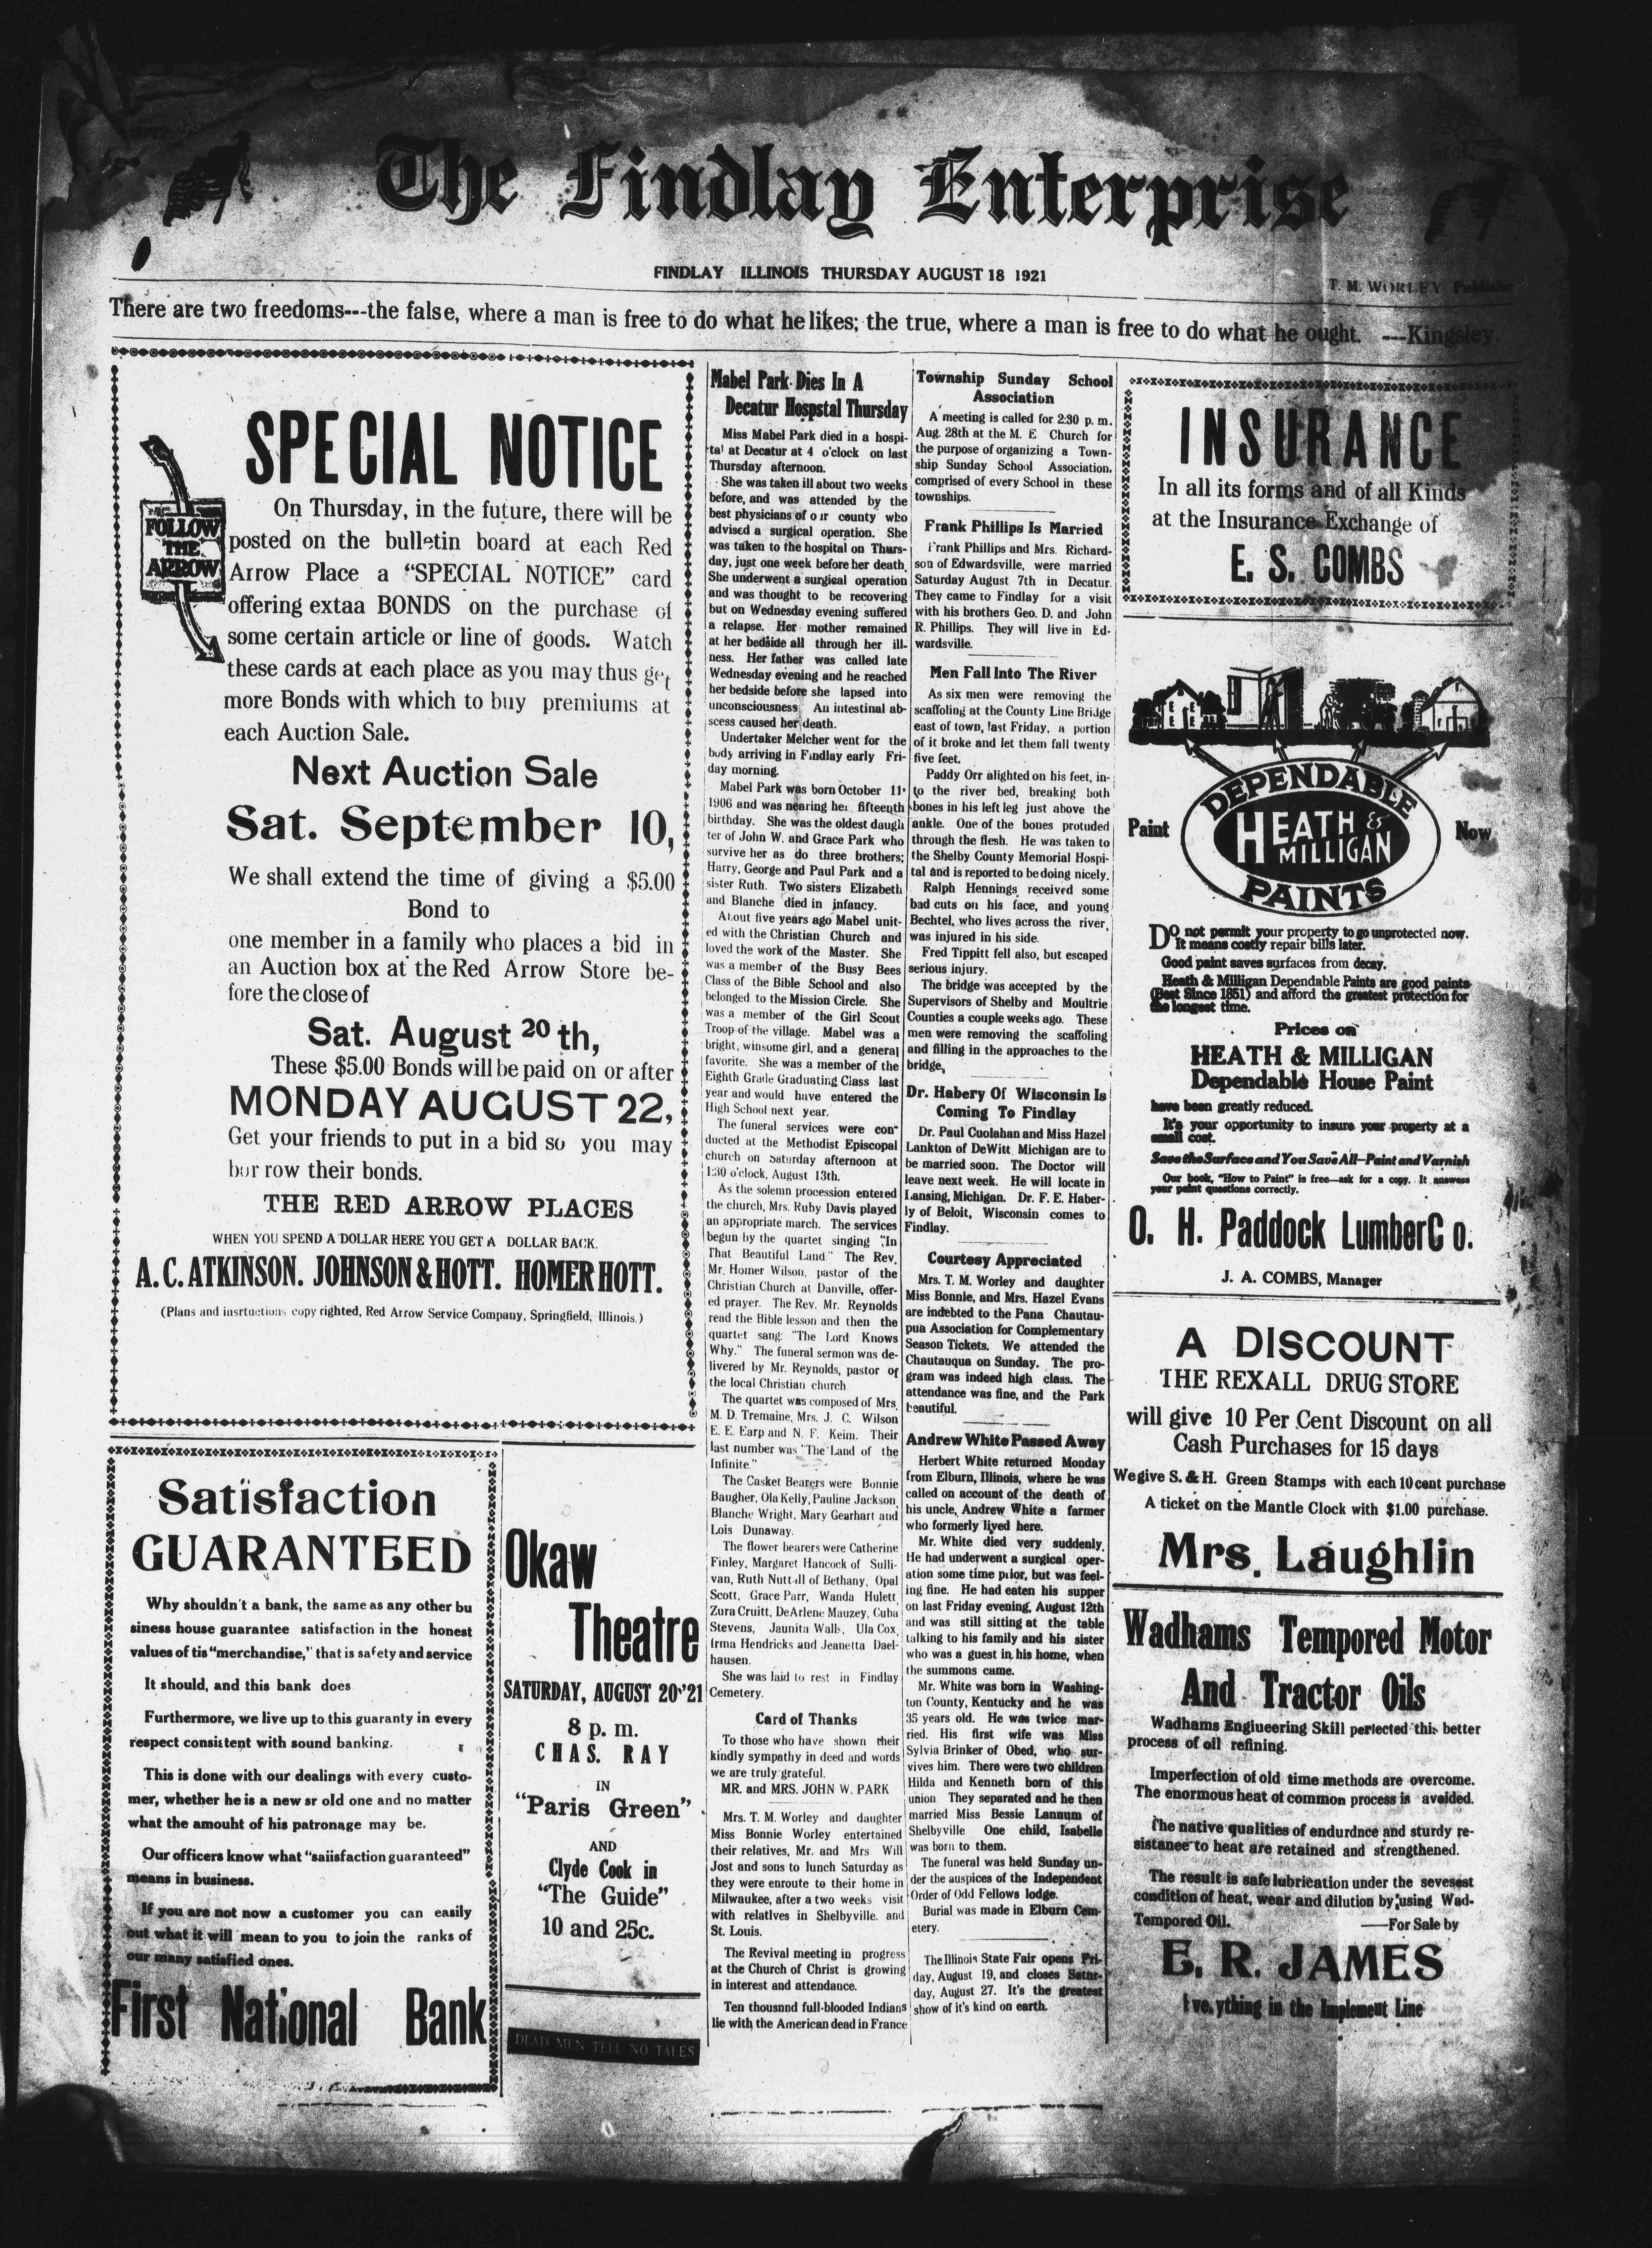 The Findlay Enterprise
FINDLAY ILLINOIS THURSDAY AUGUST 18 1921
T. M. WORLEY Publishe
There are two freedoms---the false, where a man is free to do what he likes; the true, where a man is free to do what he ought. ---Kingsley.
SPECIAL NOTICE
FOLLOW
THE
ARROW
On Thursday, in the future, there will be
posted on the bulletin board at each Red
Arrow Place a “SPECIAL NOTICE” card
offering extaa BONDS on the purchase of
some certain article or line of goods. Watch
these cards at each place as you may thus get
more Bonds with which to buy premiums at
each Auction Sale.
Next Auction Sale
Sat. September 10,
We shall extend the time of giving a $5.00
Bond to
one member in a family who places a bid in
an Auction box at the Red Arrow Store be-
fore the close of
Sat. August 20 th,
These $5.00 Bonds will be paid on or after
MONDAY AUGUST 22,
Get your friends to put in a bid so you may
bor row their bonds.
THE RED ARROW PLACES
WHEN YOU SPEND A DOLLAR HERE YOU GET A DOLLAR BACK.
A. C. ATKINSON. JOHNSON & HOTT. HOMER HOTT.
(Plans and insrtuctions copy righted, Red Arrow Service Company, Springfield, Illinois.)
Satisfaction
GUARANTEED
Why shouldn't a bank, the same as any other bu
siness house guarantee satisfaction in the honest
values of tis “merchandise,” that is safety and service
It should, and this bank does
Furthermore, we live up to this guaranty in every
respect consistent with sound banking.
This is done with our dealings with every custo-
mer, whether he is a new sr old one and no matter
what the amouht of his patronage may be.
Our officers know what “saiisfaction guaranteed”
means in business.
If you are not now a customer you can easily
out what it will mean to you to join the ranks of
our many satisfied ones.
First National Bank
Okaw
Theatre
SATURDAY, AUGUST 20-'21
8 p. m.
CHAS. RAY
IN
“Paris Green”
AND
Clyde Cook in
“The Guide”
10 and 25c.
DEAD MEN TELL NO TALES
Mabel Park Dies In A
Decatur Hospstal Thursday
Miss Mabel Park died in a hospi-
tal at Decatur at 4 o'clock on last
Thursday afternoon.
She was taken ill about two weeks
before, and was attended by the
best physicians of our county who
advised a surgical operation. She
was taken to the hospital on Thurs-
day, just one week before her death.
She underwent a surgical operation
and was thought to be recovering
but on Wednesday evening suffered
a relapse. Her mother remained
at her bedside all through her ill-
ness. Her father was called late
Wednesday evening and he reached
her bedside before she lapsed into
unconsciousness. An intestinal ab-
scess caused her death.
Undertaker Melcher went for the
body arriving in Findlay early Fri-
day morning.
Mabel Park was born October 11-
1906 and was nearing her fifteenth
birthday. She was the oldest daugh
ter of John W. and Grace Park who
survive her as do three brothers;
Harry, George and Paul Park and a
sister Ruth. Two sisters Elizabeth
and Blanche died in infancy.
About five years ago Mabel unit-
ed with the Christian Church and
loved the work of the Master. She
was a member of the Busy Bees
Class of the Bible School and also
belonged to the Mission Circle. She
was a member of the Girl Scout
Troop of the village. Mabel was a
bright, winsome girl, and a general
favorite. She was a member of the
Eighth Grade Graduating Class last
year and would have entered the
High School next year.
The funeral services were con-
ducted at the Methodist Episcopal
church on Saturday afternoon at
1:30 o'clock, August 13th.
As the solemn procession entered
the church, Mrs. Ruby Davis played
an appropriate march. The services
begun by the quartet singing “In
That Beautiful Land.” The Rev.
Mr. Homer Wilson, pastor of the
Christian Church at Danville, offer-
ed prayer. The Rev. Mr. Reynolds
read the Bible lesson and then the
quartet sang: “The Lord Knows
Why.” The funeral sermon was de-
livered by Mr. Reynolds, pastor of
the local Christian church
The quartet was composed of Mrs.
M. D. Tremaine, Mrs. J. C. Wilson
E. E. Earp and N. F. Keim. Their
last number was “The Land of the
Infinite.”
The Casket Bearers were Bonnie
Baugher, Ola Kelly, Pauline Jackson,
Blanche Wright, Mary Gearhart and
Lois Dunaway.
The flower bearers were Catherine
Finley, Margaret Hancock of Sulli-
van, Ruth Nuttall of Bethany, Opal
Scott, Grace Parr, Wanda Hulett,
Zura Cruitt, DeArlene Mauzey, Cuba
Stevens, Jaunita Walls, Ula Cox,
Irma Hendricks and Jeanetta Dael-
hausen.
She was laid to rest in Findlay
Cemetery.
Card of Thanks
To those who have shown their
kindly sympathy in deed and words
we are truly grateful.
MR. and MRS. JOHN W. PARK
Mrs. T. M. Worley and daughter
Miss Bonnie Worley entertained
their relatives, Mr. and Mrs Will
Jost and sons to lunch Saturday as
they were enroute to their home in
Milwaukee, after a two weeks visit
with relatives in Shelbyville. and
St. Louis.
The Revival meeting in progress
at the Church of Christ is growing
in interest and attendance.
Ten thousnnd full-blooded Indians
lie with the American dead in France
Township Sunday School
Association
A meeting is called for 2:30 p. m.
Aug. 28th at the M. E Church for
the purpose of organizing a Town-
ship Sunday School Association,
comprised of every School in these
townships.
Frank Phillips Is Married
Frank Phillips and Mrs. Richard-
son of Edwardsville, were married
Saturday August 7th in Decatur.
They came to Findlay for a visit
with his brothers Geo. D. and John
R. Phillips. They will live in Ed-
wardsville.
Men Fall Into The River
As six men were removing the
scaffoling at the County Line Bridge
east of town, last Friday, a portion
of it broke and let them fall twenty
five feet.
Paddy Orr alighted on his feet, in-
to the river bed, breaking both
bones in his left leg just above the
ankle. One of the bones protuded
through the flesh. He was taken to
the Shelby County Memorial Hospi-
tal and is reported to be doing nicely.
Ralph Hennings received some
bad cuts on his face, and young
Bechtel, who lives across the river,
was injured in his side.
Fred Tippitt fell also, but escaped
serious injury.
The bridge was accepted by the
Supervisors of Shelby and Moultrie
Counties a couple weeks ago. These
men were removing the scaffoling
and filling in the approaches to the
bridge,
Dr. Habery Of Wisconsin Is
Coming To Findlay
Dr. Paul Cuolahan and Miss Hazel
Lankton of DeWitt, Michigan are to
be married soon. The Doctor will
leave next week. He will locate in
Lansing, Michigan. Dr. F. E. Haber-
ly of Beloit, Wisconsin comes to
Findlay.
Courtesy Appreciated
Mrs. T. M. Worley and daughter
Miss Bonnie, and Mrs. Hazel Evans
are indebted to the Pana Chautau-
pua Association for Complementary
Season Tickets. We attended the
Chautauqua on Sunday. The pro-
gram was indeed high class. The
attendance was fine, and the Park
beautiful.
Andrew White Passed Away
Herbert White returned Monday
from Elburn, Illinois, where he was
called on account of the death of
his uncle, Andrew White a farmer
who formerly lived here.
Mr. White died very suddenly.
He had underwent a surgical oper-
ation some time prior, but was feel-
ing fine. He had eaten his supper
on last Friday evening, August 12th
and was still sitting at the table
talking to his family and his sister
who was a guest in his home, when
the summons came.
Mr. White was born in Washing-
ton County, Kentucky and he was
35 years old. He was twice mar-
ried. His first wife was Miss
Sylvia Brinker of Obed, who sur-
vives him. There were two children
Hilda and Kenneth born of this
union. They separated and he then
married Miss Bessie Lannum of
Shelbyville One child, Isabelle
was born to them.
The funeral was held Sunday un-
der the auspices of the Independent
Order of Odd Fellows lodge.
Burial was made in Elburn Cem-
etery.
The Illinois State Fair opens Fri-
day, August 19, and closes Satur-
day, August 27. It's the greatest
show of it's kind on earth.
INSURANCE
In all its forms and of all Kinds
at the Insurance Exchange of
E. S. COMBS
Paint
DEPENDABLE
HEATH &
MILLIGAN
PAINTS
Now
Do not permit your property to go unprotected now.
It means costly repair bills later.
Good paint saves surfaces from decay.
Heath & Milligan Dependable Paints are good paints
(Best Since 1851) and afford the greatest protection for
the longest time.
Prices on
HEATH & MILLIGAN
Dependable House Paint
have been greatly reduced.
It's your opportunity to insure your property at a
small cost.
Save the Surface and You Save All—Paint and Varnish
Our book, “How to Paint” is free—ask for a copy. It answers
your paint questions correctly.
O. H. Paddock LumberC o.
J. A. COMBS, Manager
A DISCOUNT
THE REXALL DRUG STORE
will give 10 Per Cent Discount on all
Cash Purchases for 15 days
We give S. & H. Green Stamps with each 10 cent purchase
A ticket on the Mantle Clock with $1.00 purchase.
Mrs. Laughlin
Wadhams Tempored Motor
And Tractor Oils
Wadhams Engiueering Skill perfected this better
process of oil refining.
Imperfection of old time methods are overcome.
The enormous heat of common process is avoided.
The native qualities of endurdnce and sturdy re-
sistanee to heat are retained and strengthened.
The result is safe lubrication under the sevesest
condition of heat, wear and dilution by using Wad-
Tempored Oil. ——For Sale by
E. R. JAMES
Eve.ything in the Implement Line